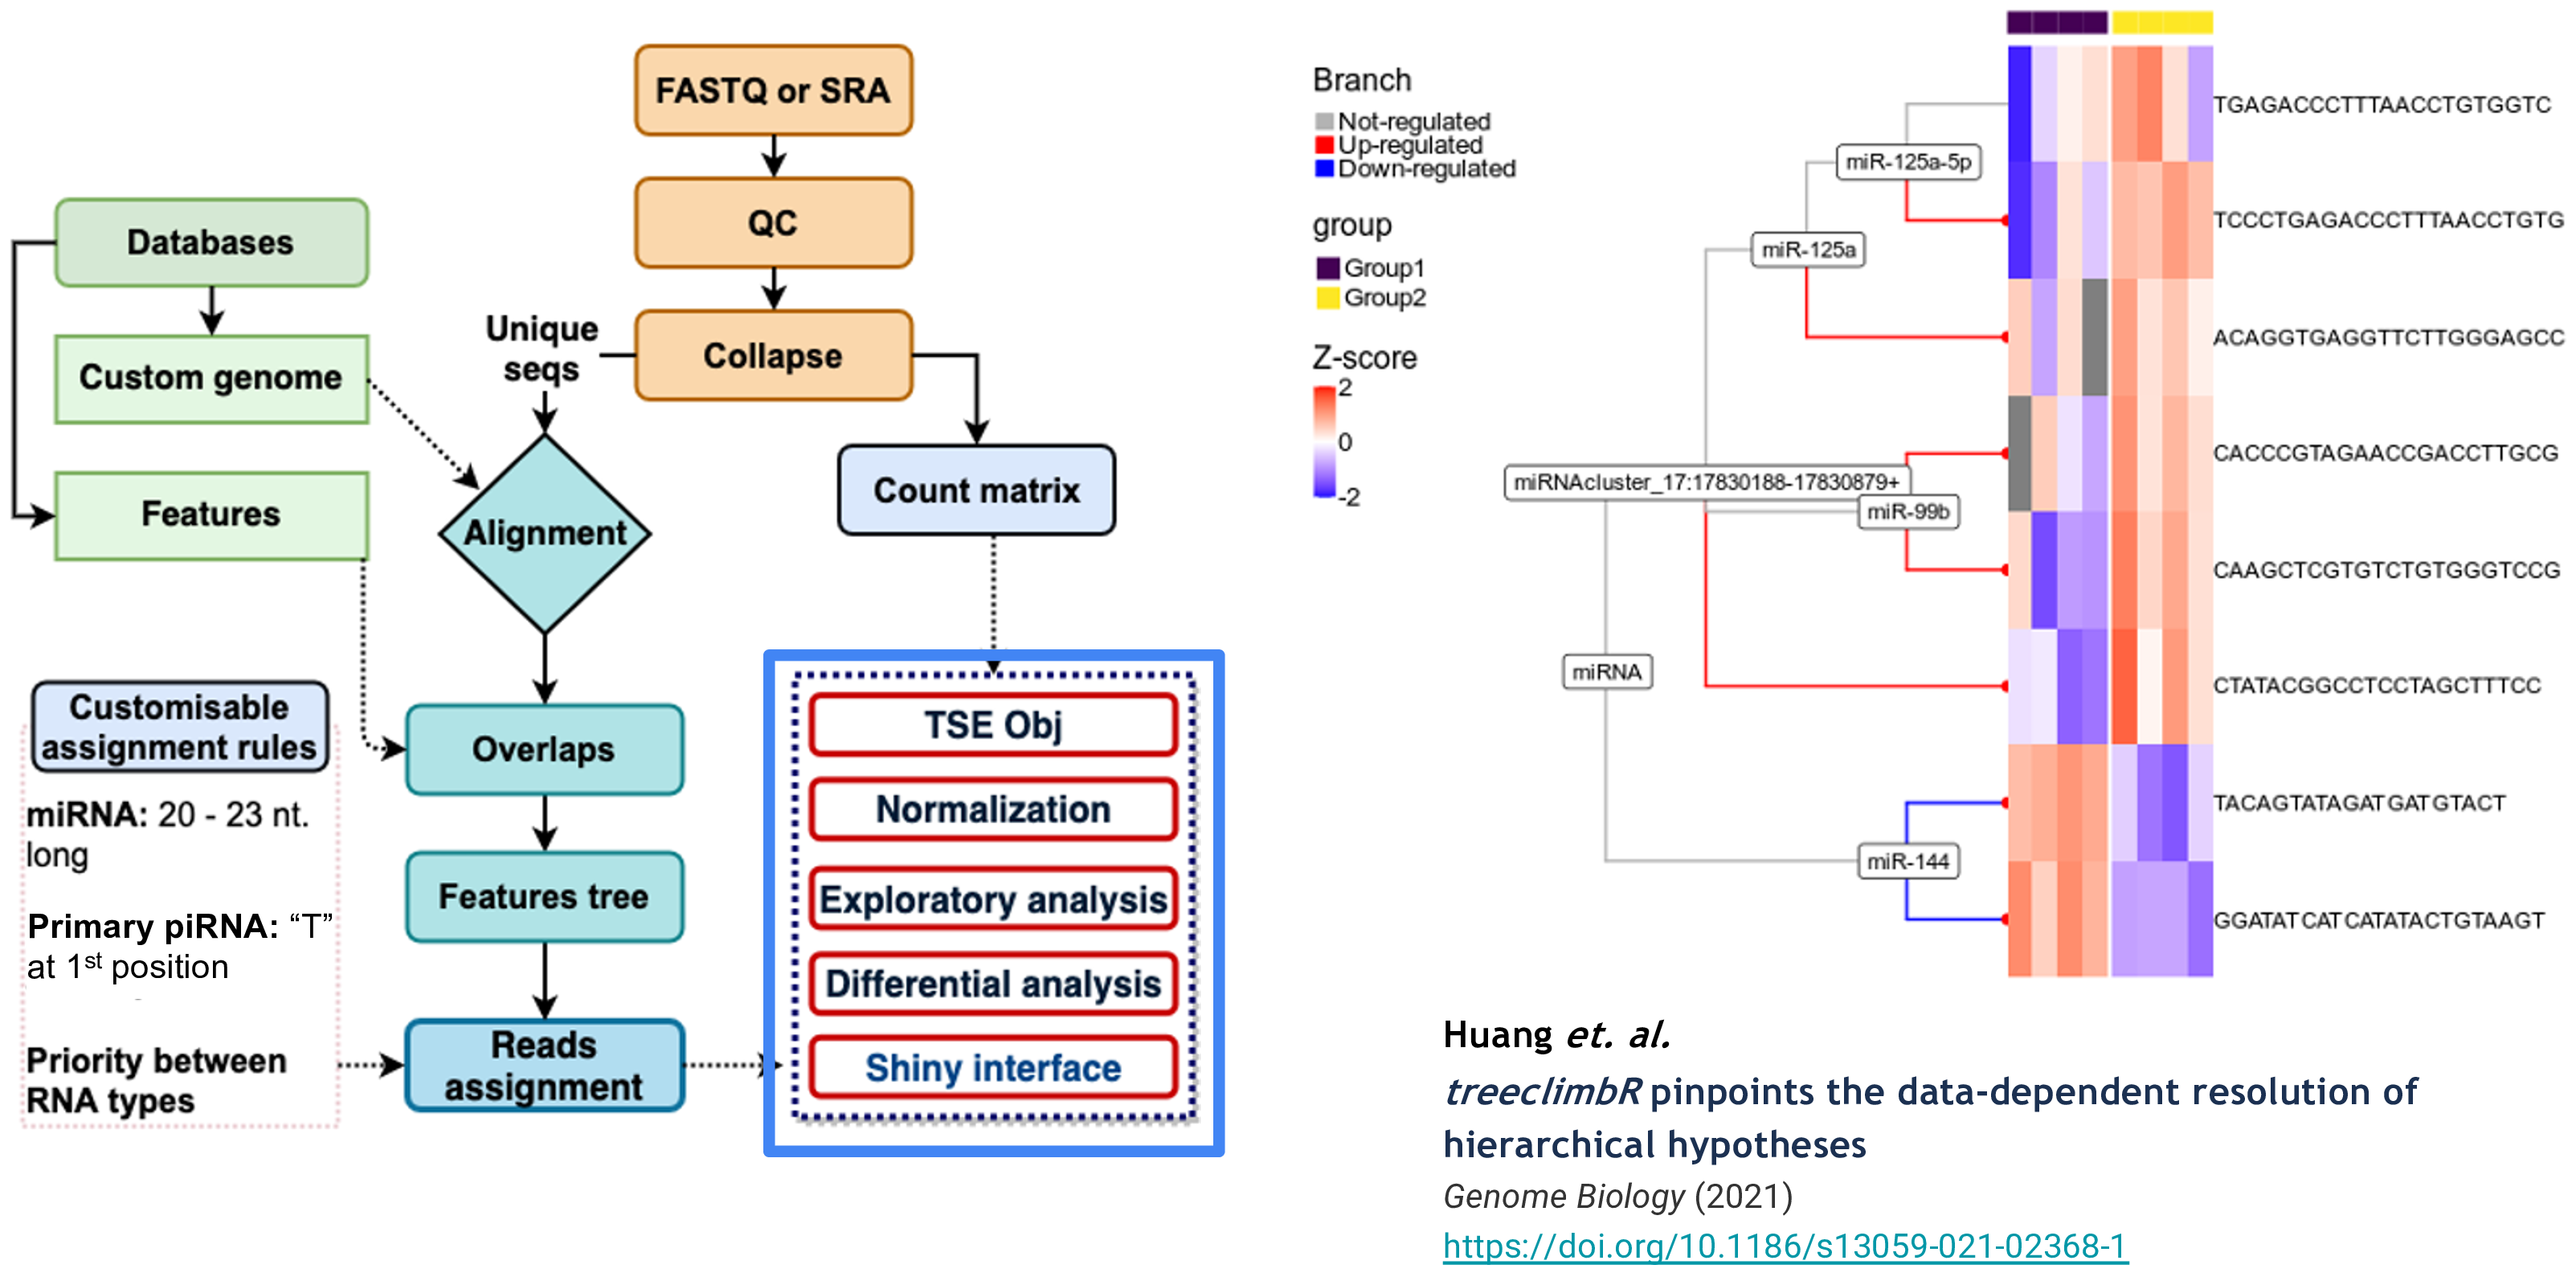 FASTQ or SRA
QC
Collapse
Unique
seqs
Databases
Custom genome
Features
Alignment
Count matrix
Customisable
assignment rules
miRNA: 20 - 23 nt.
long
Primary piRNA: “T”
at 1st position
Priority between
RNA types
Overlaps
Features tree
Reads
assignment
TSE Obj
Normalization
Exploratory analysis
Differential analysis
Shiny interface
Branch
Not-regulated
Up-regulated
Down-regulated
group
Group1
Group2
Z-score
2
0
-2
miR-125a-5p
miR-125a
miRNAcluster_17:17830188-17830879+
miR-99b
miRNA
miR-144
TGAGACCCTTTAACCTGTGGTC
TCCCTGAGACCCTTTAACCTGTG
ACAGGTGAGGTTCTTGGGAGCC
CACCCGTAGAACCGACCTTGCG
CAAGCTCGTGTCTGTGGGTCCG
CTATACGGCCTCCTAGCTTTCC
TACAGTATAGATGATGTACT
GGATATCATCATATACTGTAAGT
Huang et. al.
treeclimbR pinpoints the data-dependent resolution of
hierarchical hypotheses
Genome Biology (2021)
https://doi.org/10.1186/s13059-021-02368-1